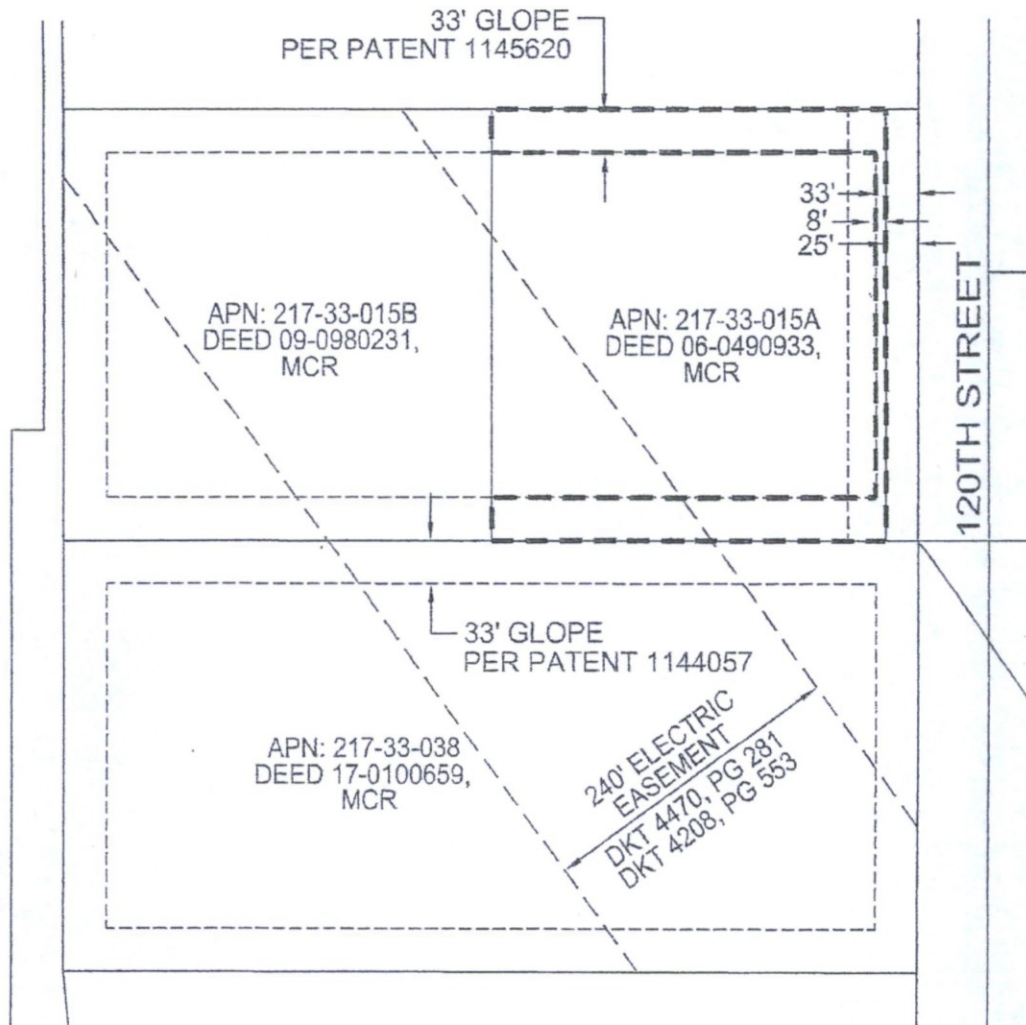 33' GLOPE
PER PATENT 1145620
33'
8'
25'
APN: 217-33-015B
DEED 09-0980231,
MCR
APN: 217-33-015A
DEED 06-0490933,
MCR
120TH STREET
33' GLOPE
PER PATENT 1144057
APN: 217-33-038
DEED 17-0100659,
MCR
240' ELECTRIC
EASEMENT
DKT 4470, PG 281
DKT 4208, PG 553